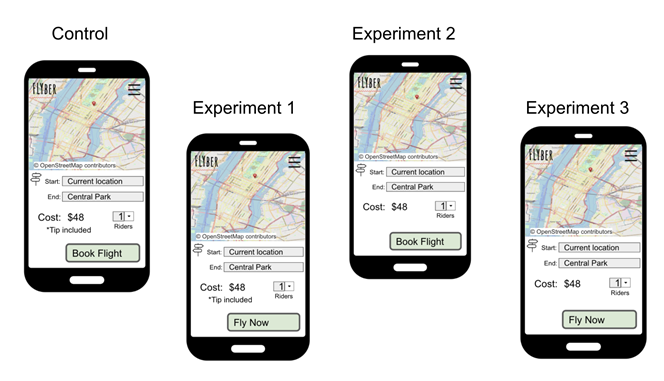 Control
FLYBER
© OpenStreetMap contributors
Start: Current location
End: Central Park
Cost: $48 1
*Tip included Riders
Book Flight
Experiment 1
FLYBER
© OpenStreetMap contributors
Start: Current location
End: Central Park
Cost: $48 1
*Tip included Riders
Fly Now
Experiment 2
FLYBER
© OpenStreetMap contributors
Start: Current location
End: Central Park
Cost: $48 1
Riders
Book Flight
Experiment 3
FLYBER
© OpenStreetMap contributors
Start: Current location
End: Central Park
Cost: $48 1
Riders
Fly Now